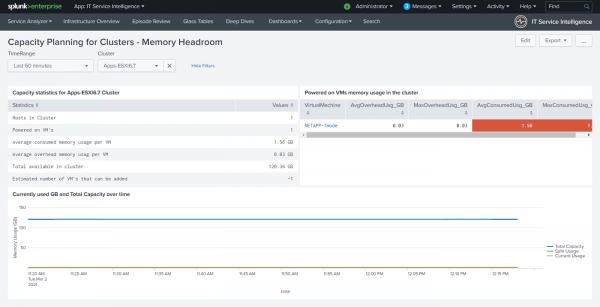 splunk>enterprise App: IT Service Intelligence Administrator 3 Messages Settings Activity Help Find
Service Analyzer Infrastructure Overview Episode Review Glass Tables Deep Dives Dashboards Configuration Search IT Service Intelligence
Capacity Planning for Clusters - Memory Headroom
Edit Export ...
TimeRange Cluster
Last 60 minutes Apps-ESXi6.7 Hide Filters
Capacity statistics for Apps-ESXi6.7 Cluster
Statistics Values
Hosts in Cluster 1
Powered on VM's 1
average consumed memory usage per VM 1.56 GB
average overhead memory usag per VM 0.03 GB
Total available in cluster 120.36 GB
Estimated number of VM's that can be added -1
Powered on VMs memory usage in the cluster
VirtualMachine AvgOverheadUsg_GB MaxOverheadUsg_GB AvgConsumedUsg_GB MaxConsumedUsg_G
NETAPP-7mode 0.03 0.03 1.56 1.
Currently used GB and Total Capacity over time
Memory Usage (GB)
150
100
50
11:20 AM 11:25 AM 11:30 AM 11:35 AM 11:40 AM 11:45 AM 11:50 AM 11:55 AM 12:00 PM 12:05 PM 12:10 PM 12:15 PM
Tue Mar 2
2021
time
Total Capacity
Safe Usage
Current Usage